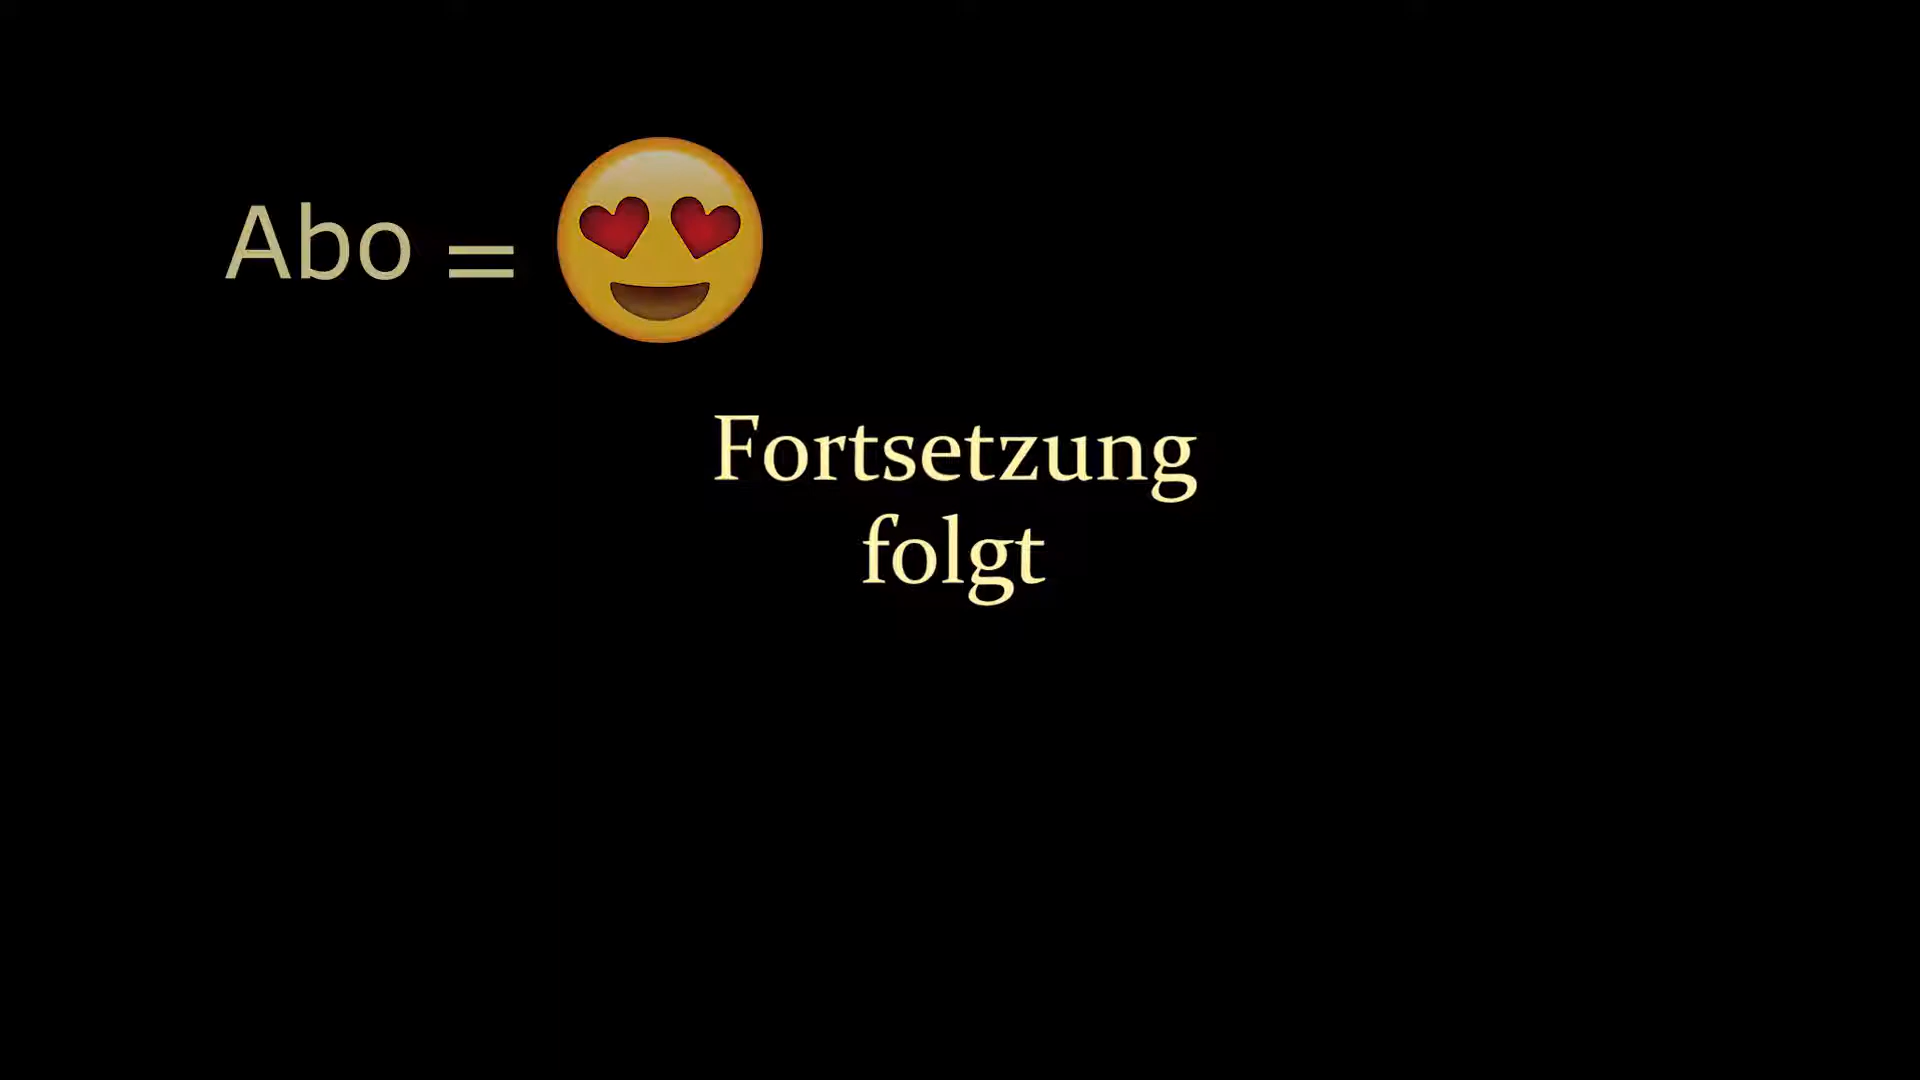 Abo = 😍
Fortsetzung
folgt